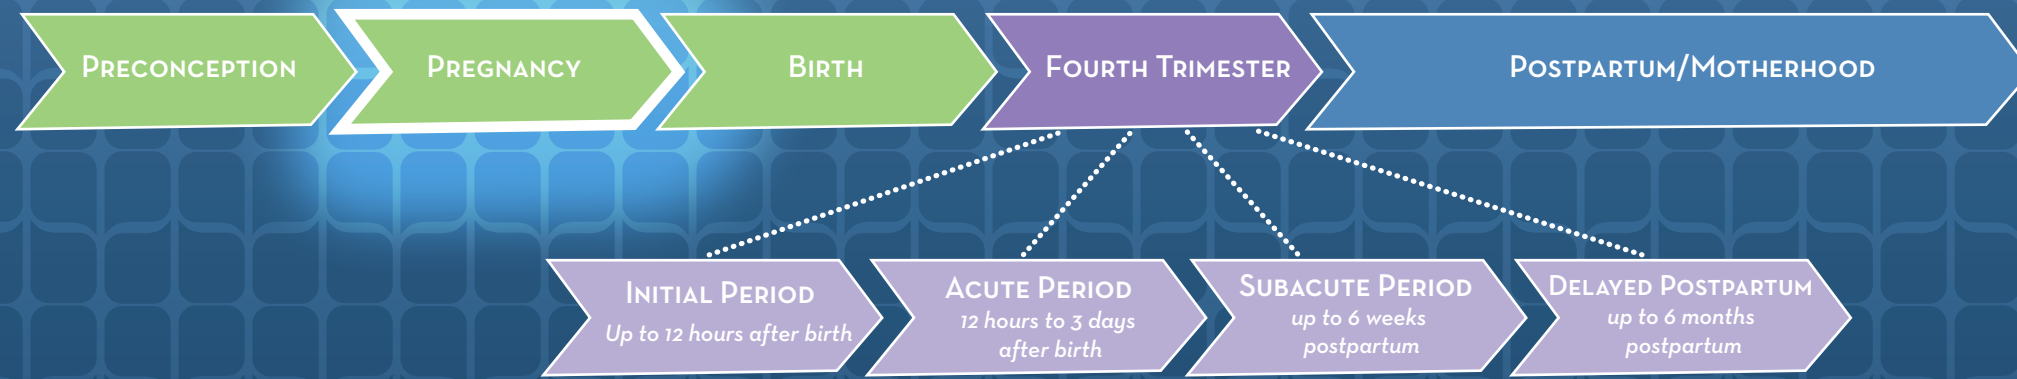 Preconception
Pregnancy
Birth
Fourth Trimester
Postpartum/Motherhood
Initial Period
Up to 12 hours after birth
Acute Period
12 hours to 3 days
after birth
Subacute Period
up to 6 weeks
postpartum
Delayed Postpartum
up to 6 months
postpartum